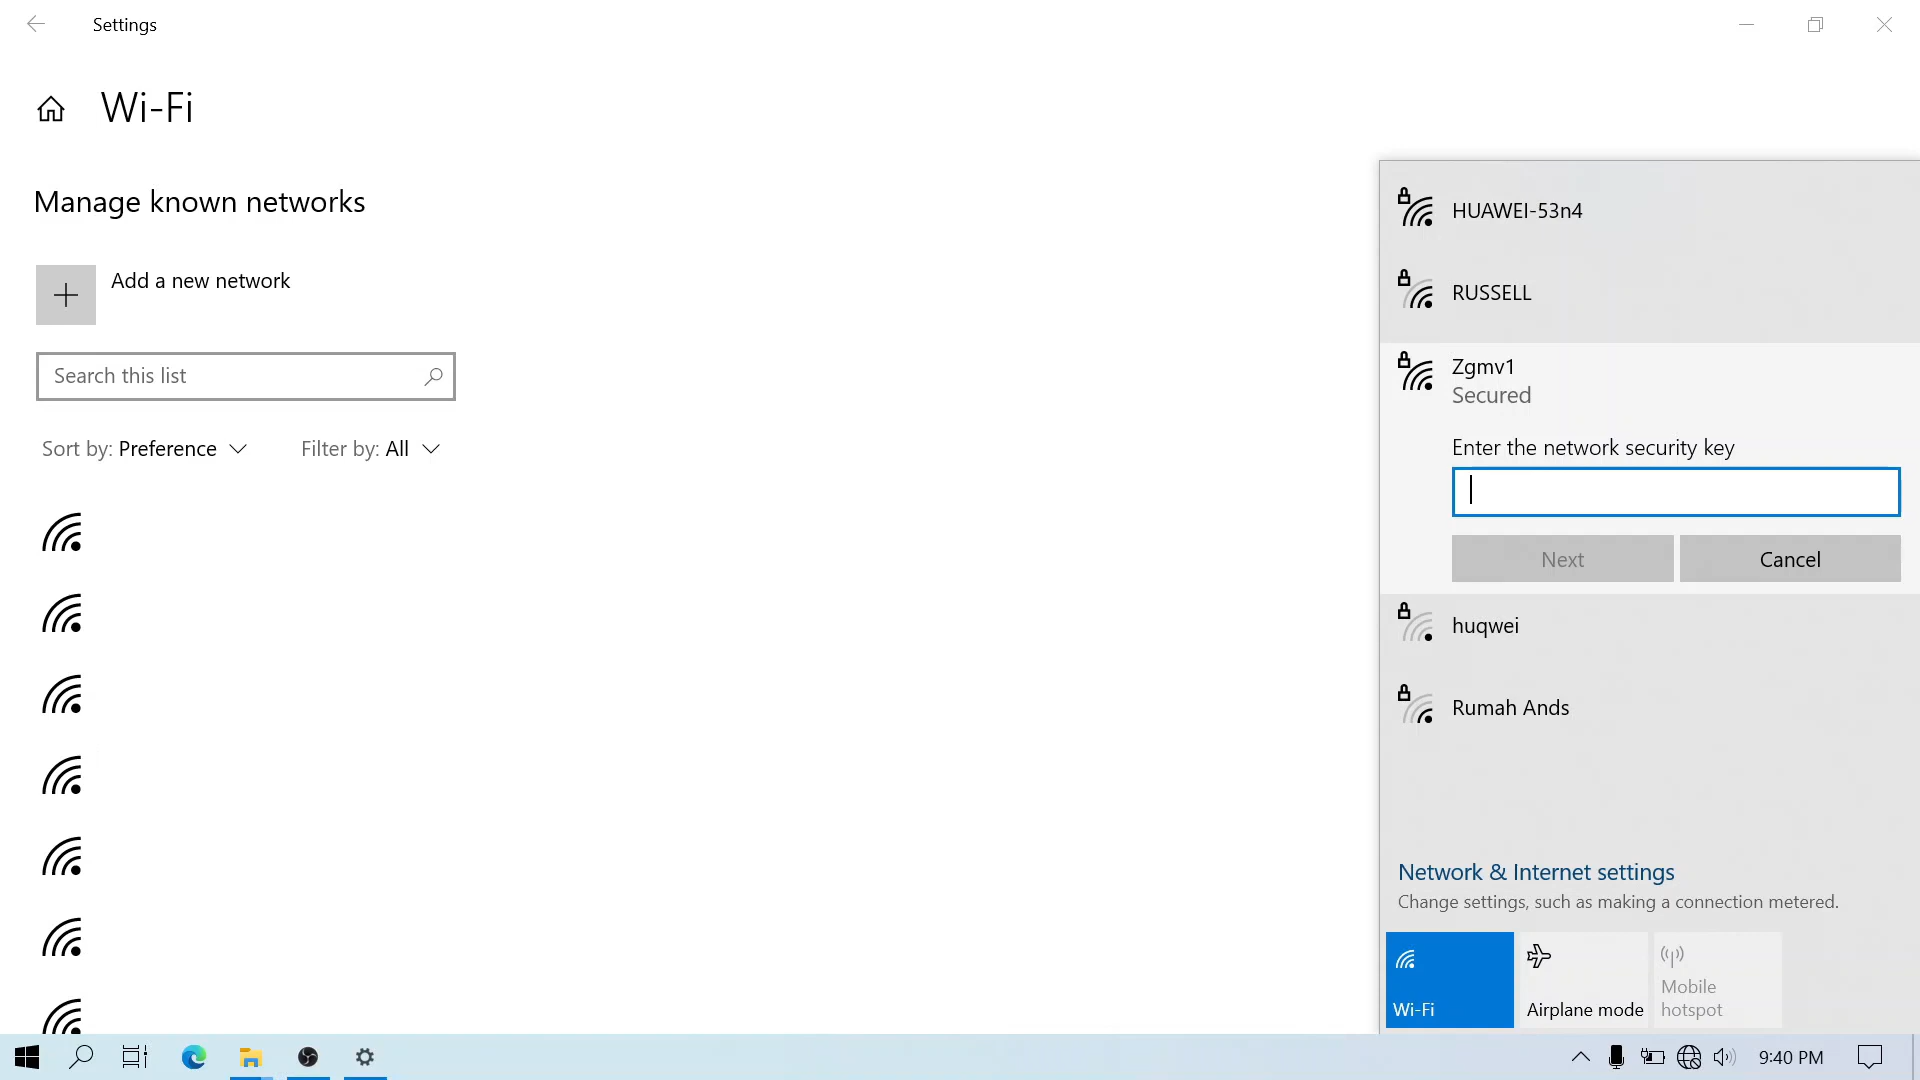 Settings
Wi-Fi
Manage known networks
Add a new network
Search this list
Sort by: Preference
Filter by: All
HUAWEI-53n4
RUSSELL
Zgmv1
Secured
Enter the network security key
Next
Cancel
huqwei
Rumah Ands
Network & Internet settings
Change settings, such as making a connection metered.
Wi-Fi
Airplane mode
Mobile
hotspot
9:40 PM